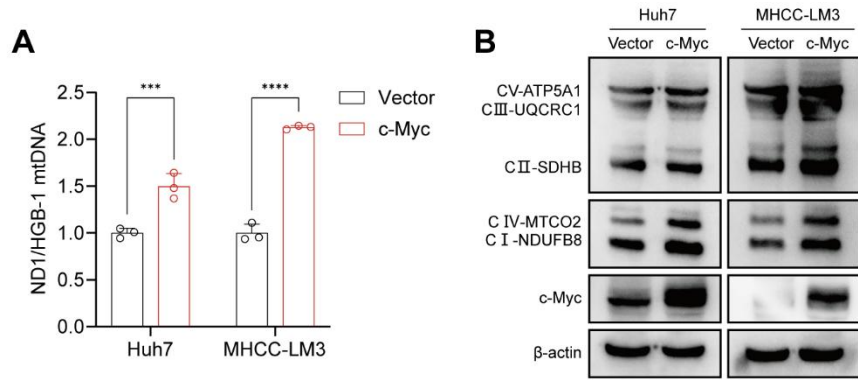 A
ND1/HGB-1 mtDNA
2.5
2.0
1.5
1.0
0.5
0.0
***
****
Vector
c-Myc
Huh7
MHCC-LM3
B
Huh7
MHCC-LM3
Vector c-Myc
Vector c-Myc
CV-ATP5A1
CⅢ-UQCRC1
CⅡ-SDHB
CⅣ-MTCO2
CⅠ-NDUFB8
c-Myc
β-actin